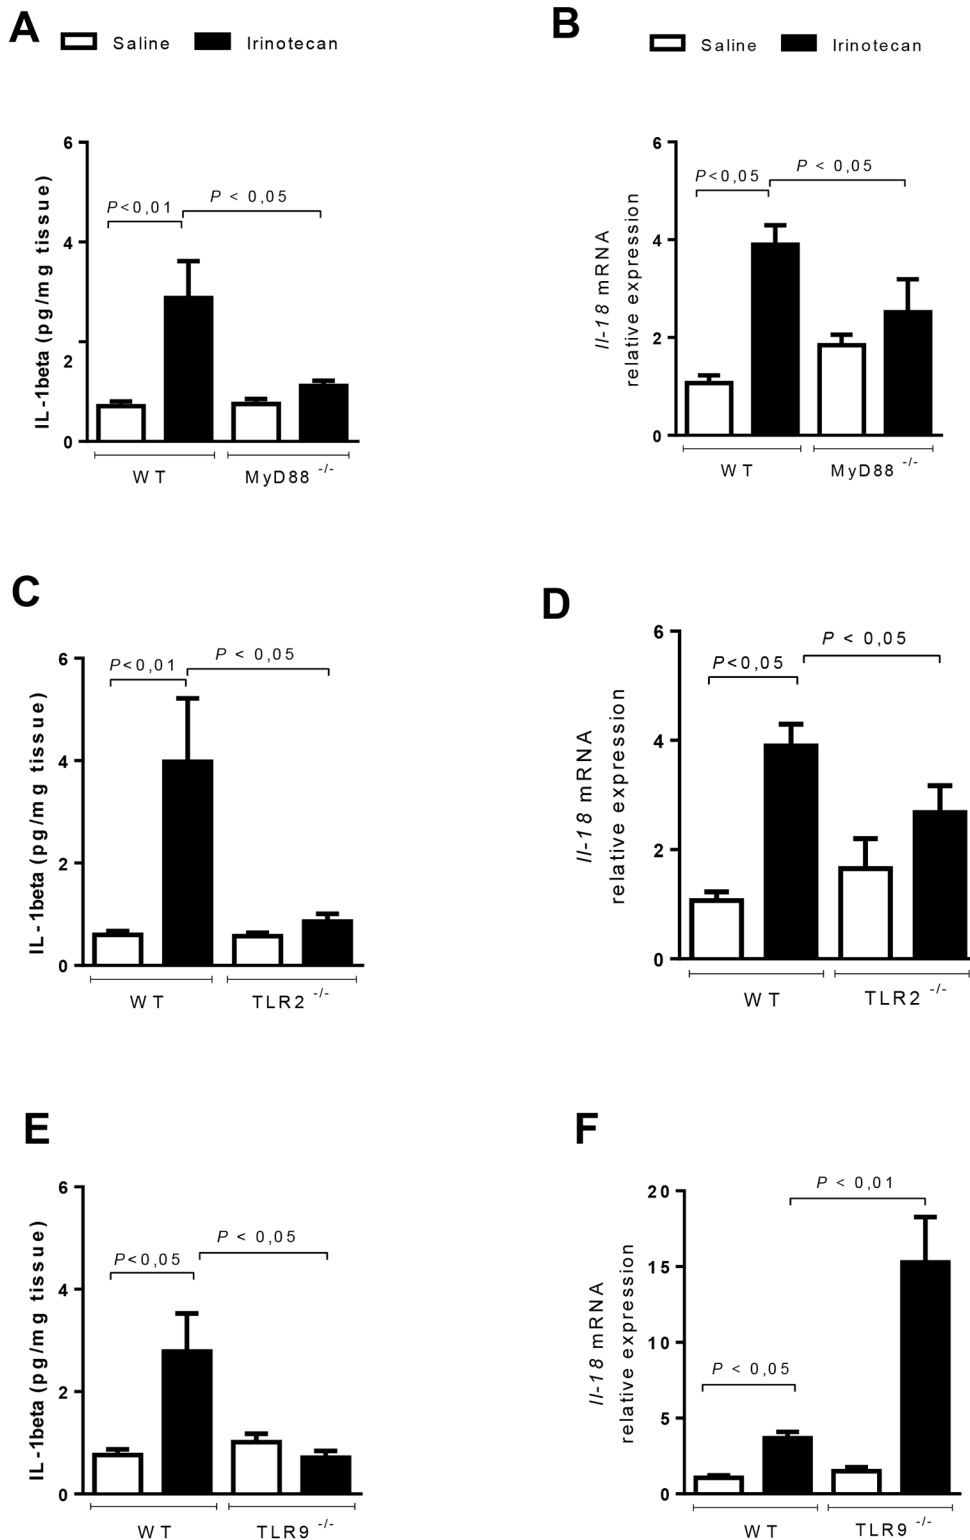 A
Saline Irinotecan
6
4
2
0
IL-1beta (pg/mg tissue)
P<0,01
P < 0,05
WT
MyD88 -/-
B
Saline Irinotecan
6
4
2
0
Il-18 mRNA
relative expression
P<0,05
P < 0,05
WT
MyD88 -/-
C
6
4
2
0
IL-1beta (pg/mg tissue)
P<0,01
P < 0,05
WT
TLR2 -/-
D
6
4
2
0
Il-18 mRNA
relative expression
P<0,05
P < 0,05
WT
TLR2 -/-
E
6
4
2
0
IL-1beta (pg/mg tissue)
P<0,05
P < 0,05
WT
TLR9 -/-
F
20
15
10
5
0
Il-18 mRNA
relative expression
P < 0,05
P < 0,01
WT
TLR9 -/-